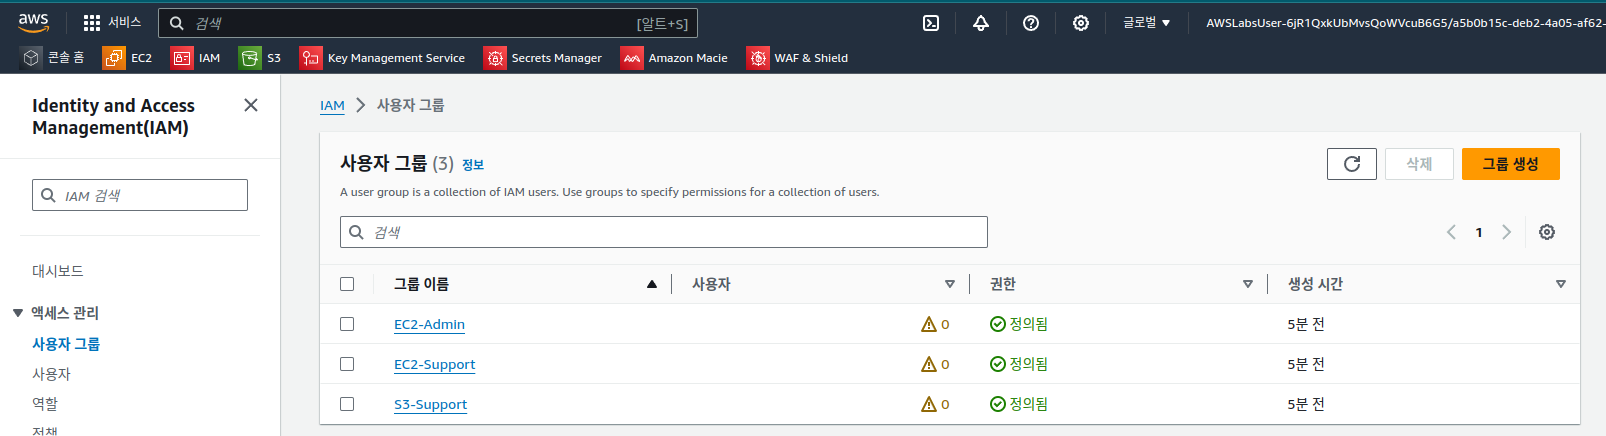 aws 서비스 검색 [알트+S] 글로벌 AWSLabsUser-6jR1QxkUbMvsQoWVcuB6G5/a5b0b15c-deb2-4a05-af62-
콘솔 홈 EC2 IAM S3 Key Management Service Secrets Manager Amazon Macie WAF & Shield
Identity and Access
Management(IAM)
IAM 검색
대시보드
액세스 관리
사용자 그룹
사용자
역할
정책
IAM 사용자 그룹
사용자 그룹 (3) 정보 삭제 그룹 생성
A user group is a collection of IAM users. Use groups to specify permissions for a collection of users.
검색 1
그룹 이름 사용자 권한 생성 시간
EC2-Admin 0 정의됨 5분 전
EC2-Support 0 정의됨 5분 전
S3-Support 0 정의됨 5분 전